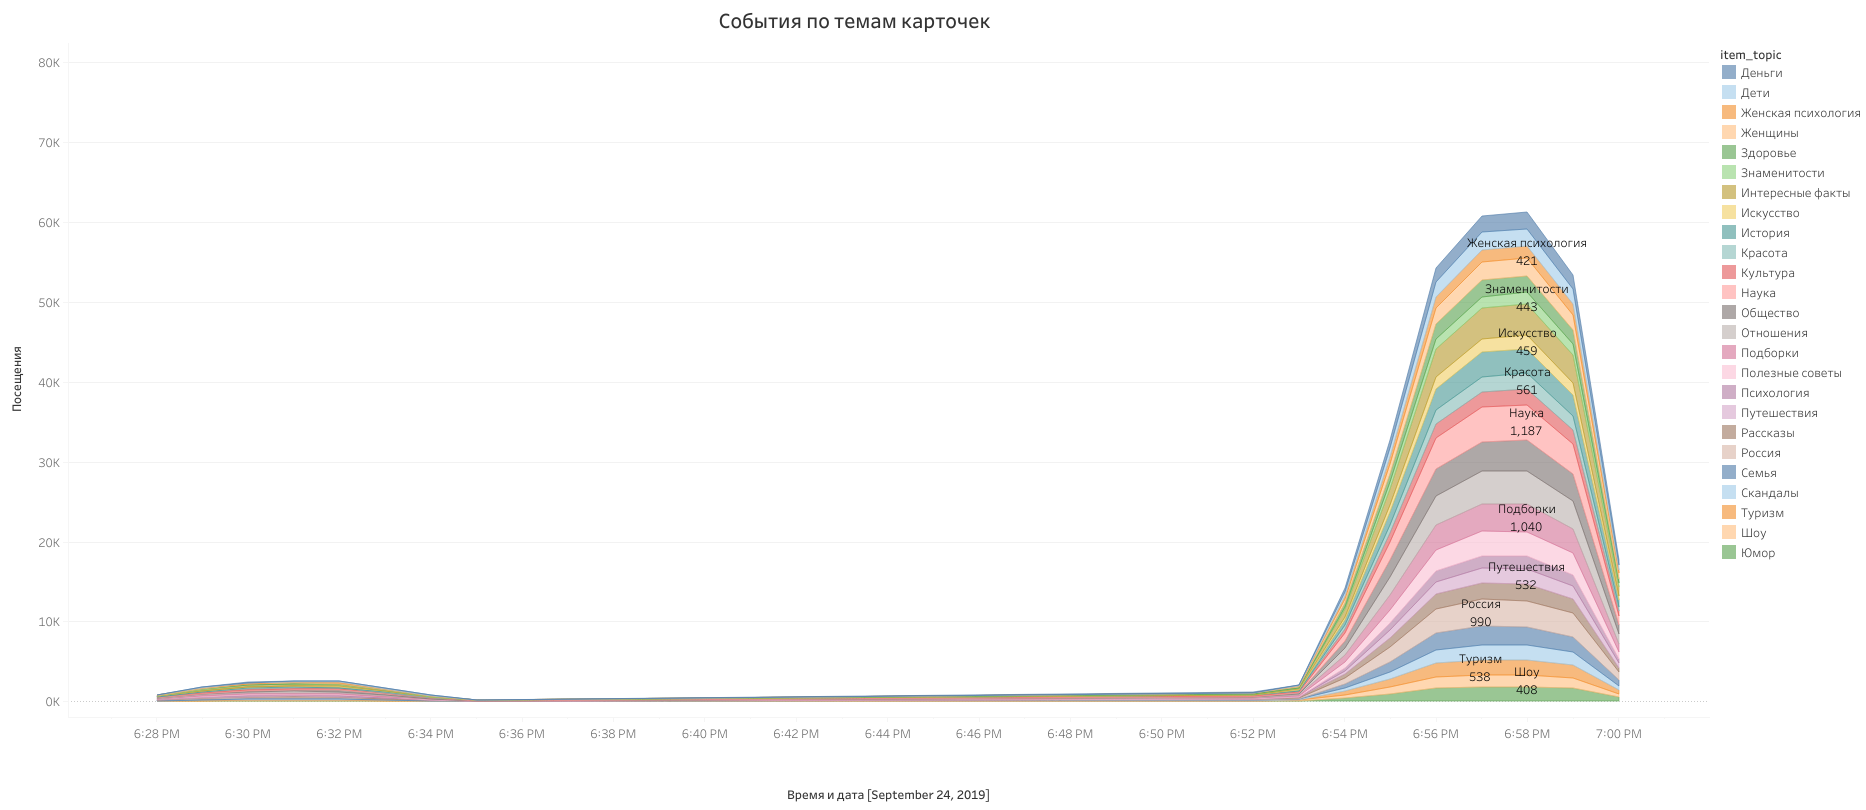 События по темам карточек
80K
70K
60K
50K
40K
30K
20K
10K
0K
Посещения
Женская психология
421
Знаменитости
443
Искусство
459
Красота
561
Наука
1,187
Подборки
1,040
Путешествия
532
Россия
990
Туризм
538
Шоу
408
6:28 PM
6:30 PM
6:32 PM
6:34 PM
6:36 PM
6:38 PM
6:40 PM
6:42 PM
6:44 PM
6:46 PM
6:48 PM
6:50 PM
6:52 PM
6:54 PM
6:56 PM
6:58 PM
7:00 PM
Время и дата [September 24, 2019]
item_topic
Деньги
Дети
Женская психология
Женщины
Здоровье
Знаменитости
Интересные факты
Искусство
История
Красота
Культура
Наука
Общество
Отношения
Подборки
Полезные советы
Психология
Путешествия
Рассказы
Россия
Семья
Скандалы
Туризм
Шоу
Юмор